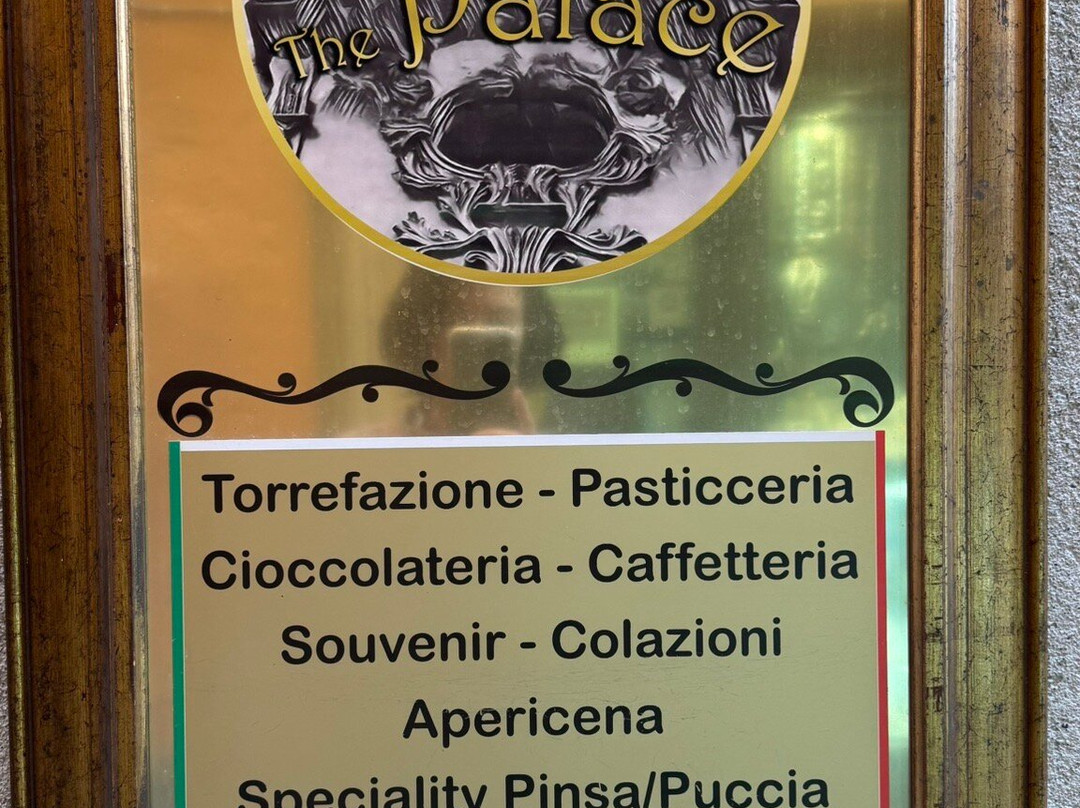 The Palace
Torrefazione - Pasticceria
Cioccolateria - Caffetteria
Souvenir - Colazioni
Apericena
Speciality Pinsa/Puccia